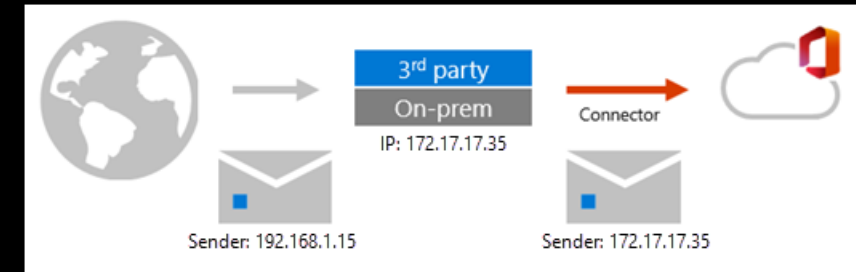 3rd party
On-prem
IP: 172.17.17.35
Connector
Sender: 192.168.1.15
Sender: 172.17.17.35